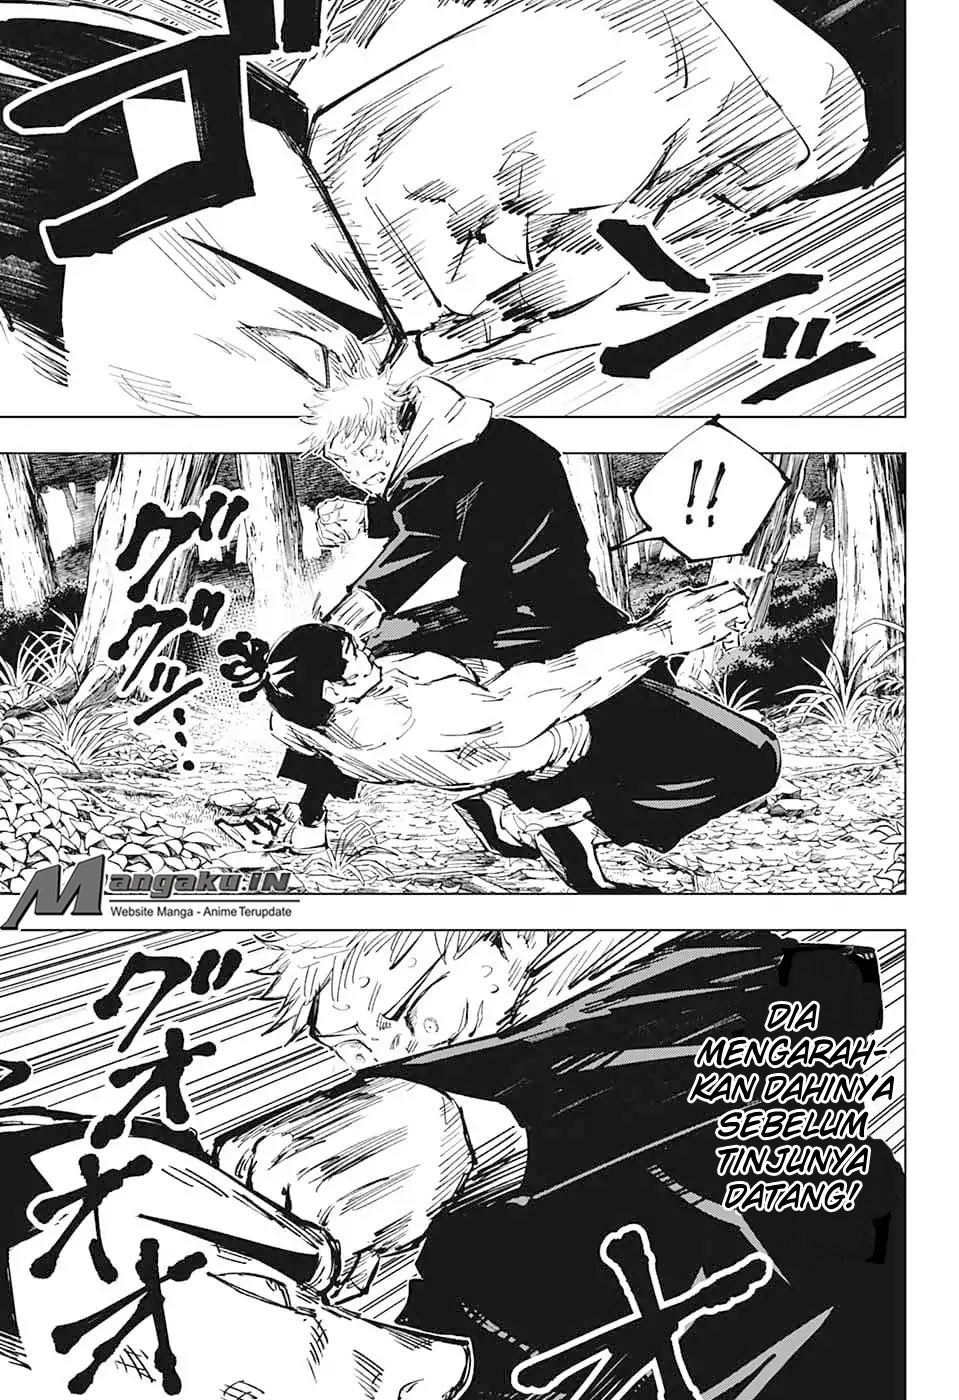 ゴッ
!!
グググッ…
Mangaku.IN
Website Manga - Anime Terupdate
グオオオオ
DIA
MENGARAH-
KAN DAHINYA
SEBELUM
TINJUNYA
DATANG!